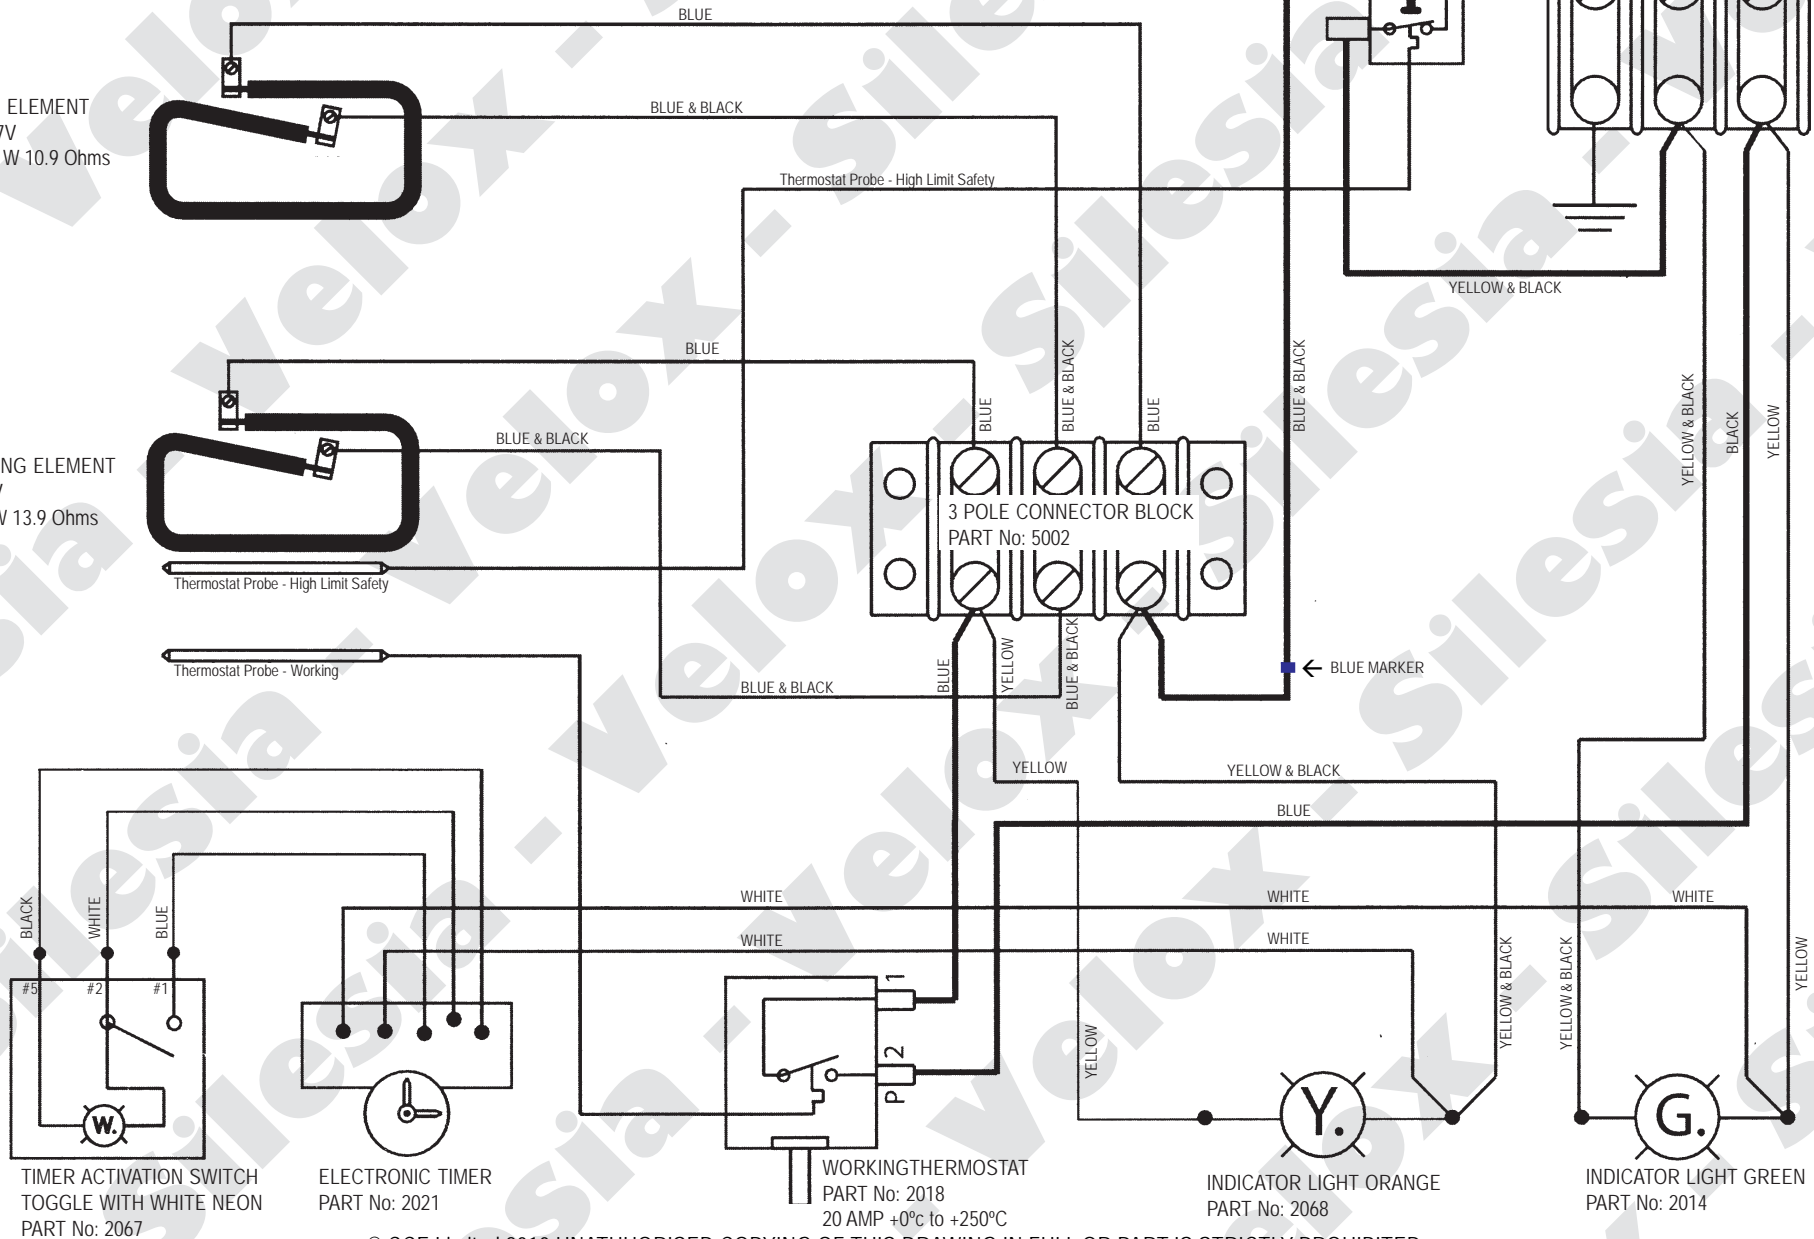 BLUE
ELEMENT
7V
W 10.9 Ohms
BLUE & BLACK
Thermostat Probe - High Limit Safety
YELLOW & BLACK
BLUE
BLUE
BLUE & BLACK
BLUE
BLUE & BLACK
YELLOW & BLACK
BLACK
YELLOW
BLUE & BLACK
NG ELEMENT
W 13.9 Ohms
3 POLE CONNECTOR BLOCK
PART No: 5002
Thermostat Probe - High Limit Safety
Thermostat Probe - Working
BLUE & BLACK
BLUE
YELLOW
BLUE & BLACK
BLUE MARKER
YELLOW
YELLOW & BLACK
BLUE
BLACK
WHITE
BLUE
WHITE
WHITE
WHITE
WHITE
WHITE
#5
#2
#1
1
2
P
YELLOW
YELLOW & BLACK
YELLOW & BLACK
YELLOW
W.
Y.
G.
TIMER ACTIVATION SWITCH
TOGGLE WITH WHITE NEON
PART No: 2067
ELECTRONIC TIMER
PART No: 2021
WORKINGTHERMOSTAT
PART No: 2018
20 AMP +0ºc to +250ºC
INDICATOR LIGHT ORANGE
PART No: 2068
INDICATOR LIGHT GREEN
PART No: 2014
Velox - Silesia - Velox - Silesia